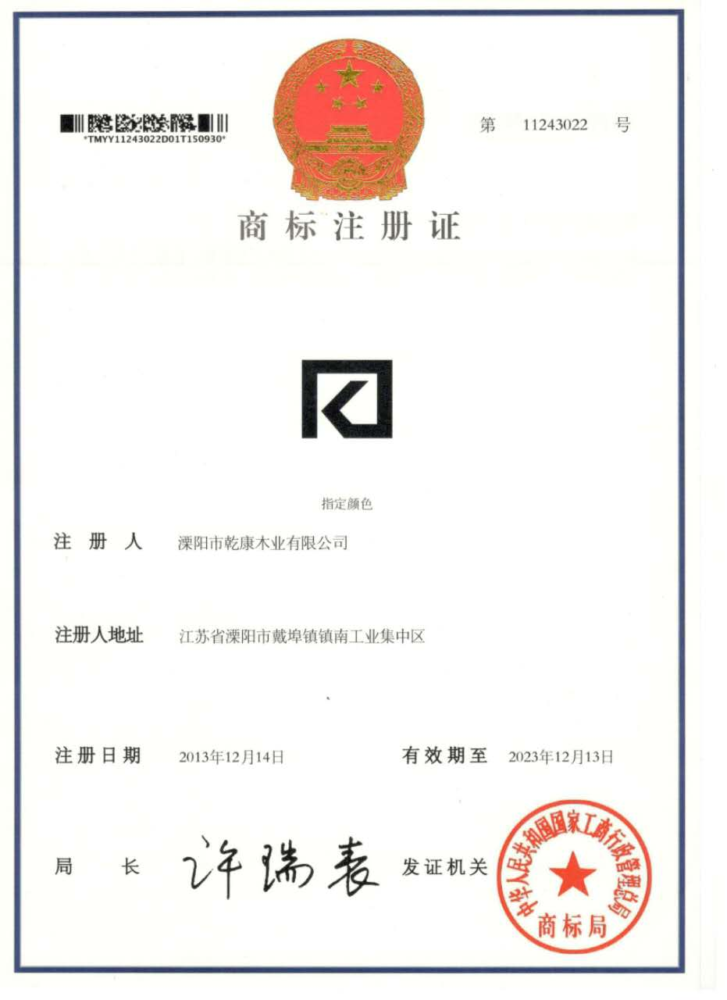 *TMYY11243022D01T150930*
第 11243022 号
商标注册证
K
指定颜色
注册人 溧阳市乾康木业有限公司
注册人地址 江苏省溧阳市戴埠镇镇南工业集中区
注册日期 2013年12月14日 有效期至 2023年12月13日
局长 许瑞表 发证机关
中华人民共和国国家工商行政管理总局
商标局